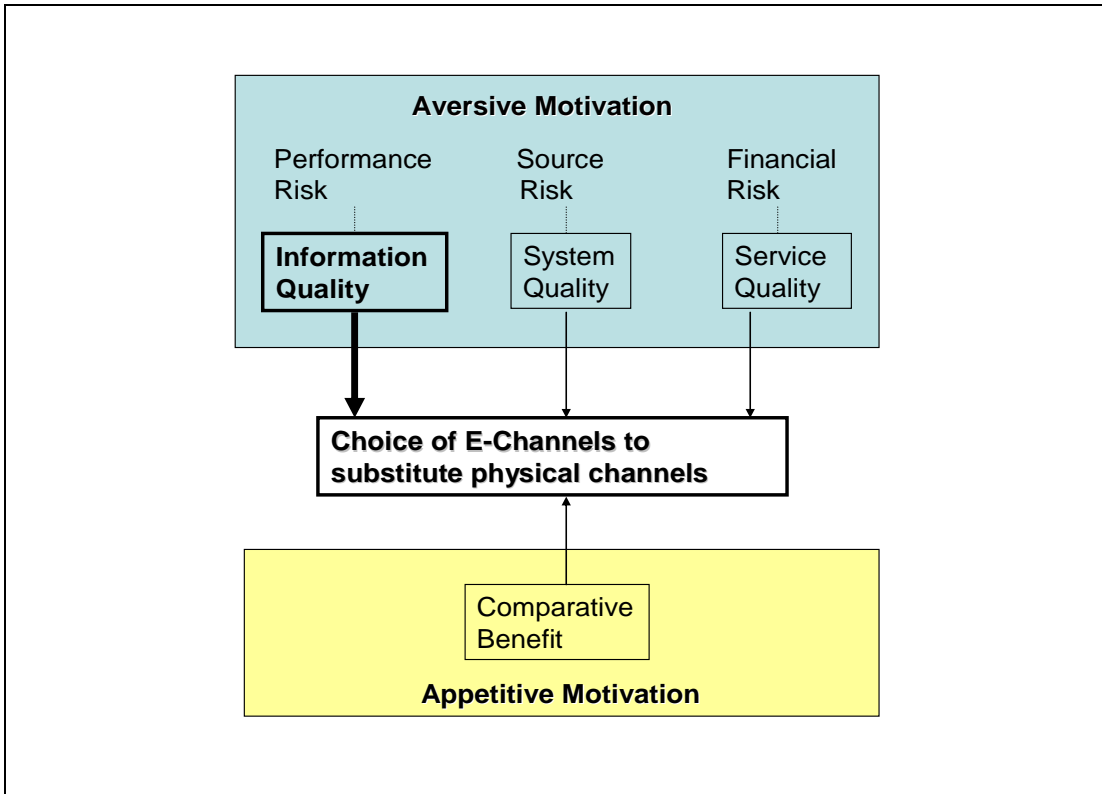 Aversive Motivation
Performance
Risk
Source
Risk
Financial
Risk
Information
Quality
System
Quality
Service
Quality
Choice of E-Channels to
substitute physical channels
Comparative
Benefit
Appetitive Motivation